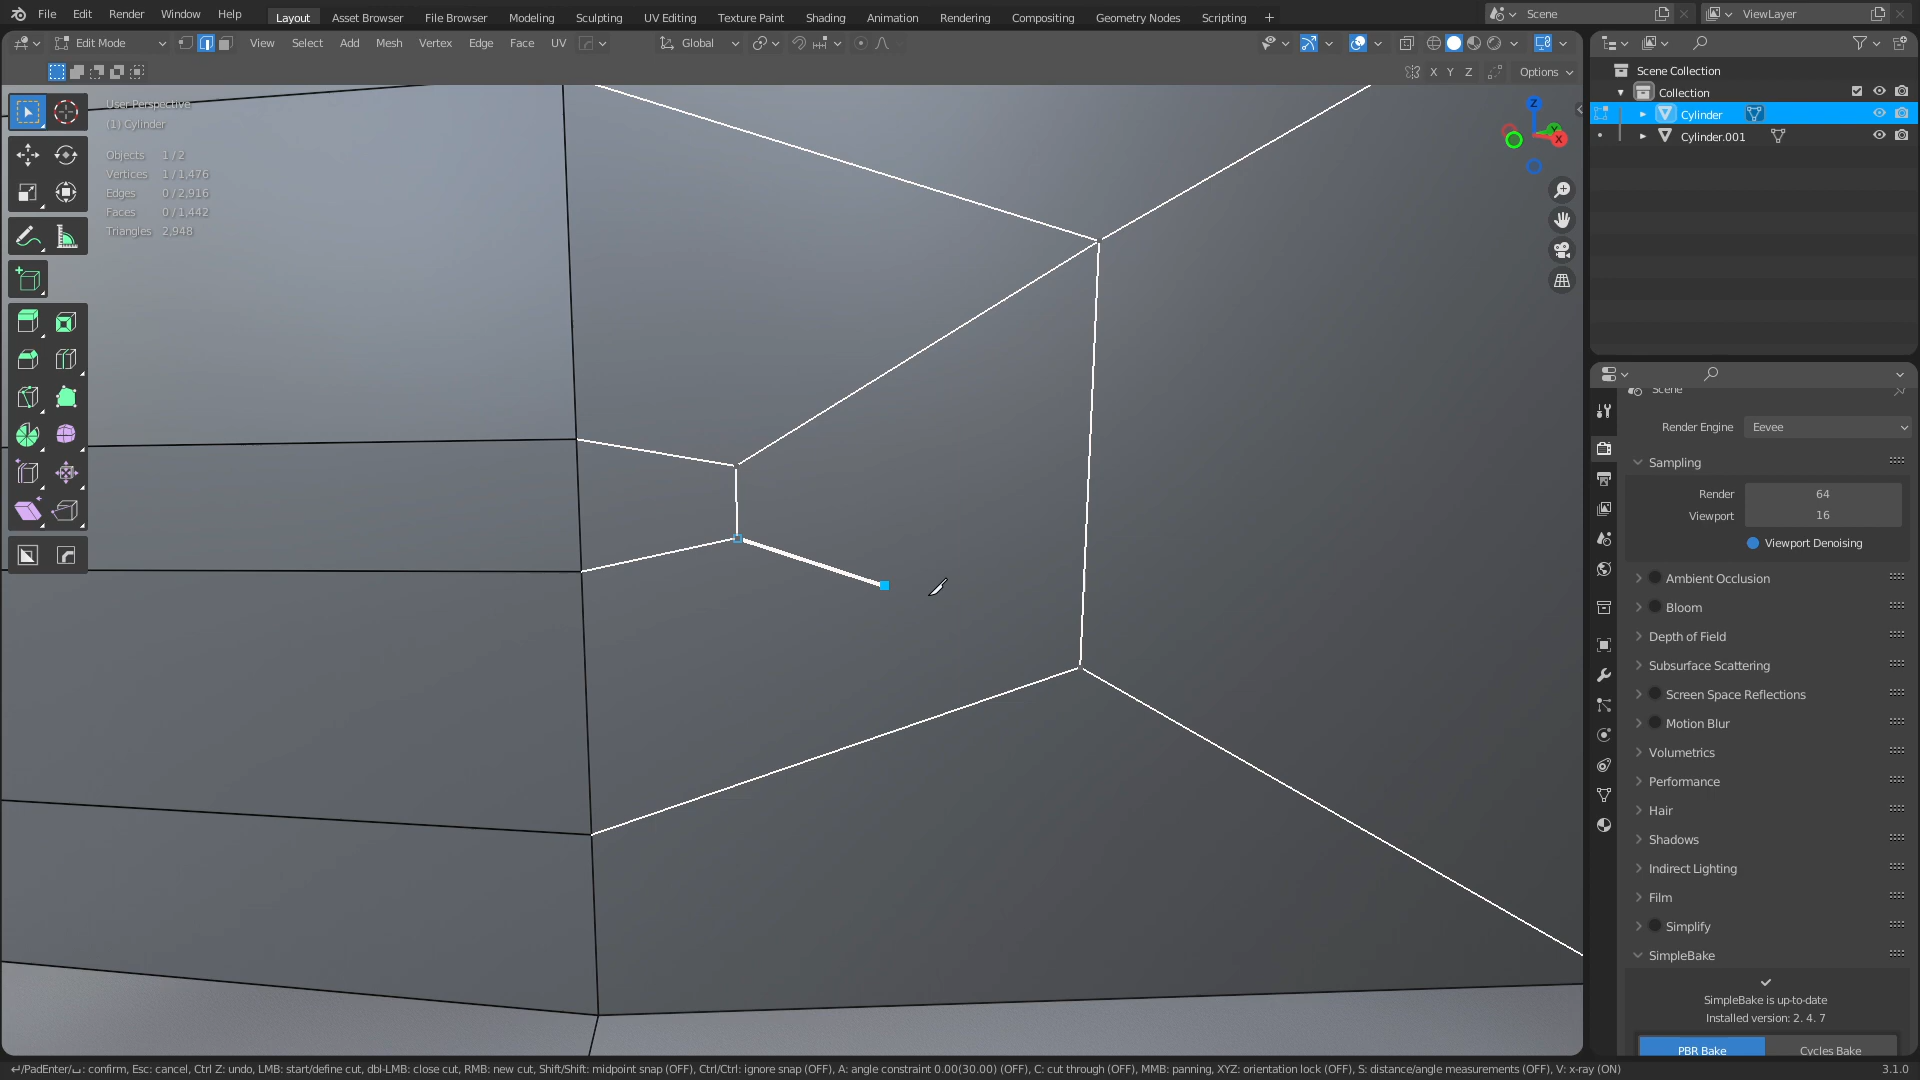 File Edit Render Window Help Layout Asset Browser File Browser Modeling Sculpting UV Editing Texture Paint Shading Animation Rendering Compositing Geometry Nodes Scripting + Scene ViewLayer
Edit Mode View Select Add Mesh Vertex Edge Face UV Global
X Y Z Options
User Perspective
(1) Cylinder
Objects 1/2
Vertices 1/1,476
Edges 0/2,916
Faces 0/1,442
Triangles 2,948
Z
Y
X
Scene Collection
Collection
Cylinder
Cylinder.001
Scene
Render Engine Eevee
Sampling
Render 64
Viewport 16
Viewport Denoising
Ambient Occlusion
Bloom
Depth of Field
Subsurface Scattering
Screen Space Reflections
Motion Blur
Volumetrics
Performance
Hair
Shadows
Indirect Lighting
Film
Simplify
SimpleBake
SimpleBake is up-to-date
Installed version: 2. 4. 7
PBR Bake Cycles Bake
↵/PadEnter/␣: confirm, Esc: cancel, Ctrl Z: undo, LMB: start/define cut, dbl-LMB: close cut, RMB: new cut, Shift/Shift: midpoint snap (OFF), Ctrl/Ctrl: ignore snap (OFF), A: angle constraint 0.00(30.00) (OFF), C: cut through (OFF), MMB: panning, XYZ: orientation lock (OFF), S: distance/angle measurements (OFF), V: x-ray (ON) 3.1.0